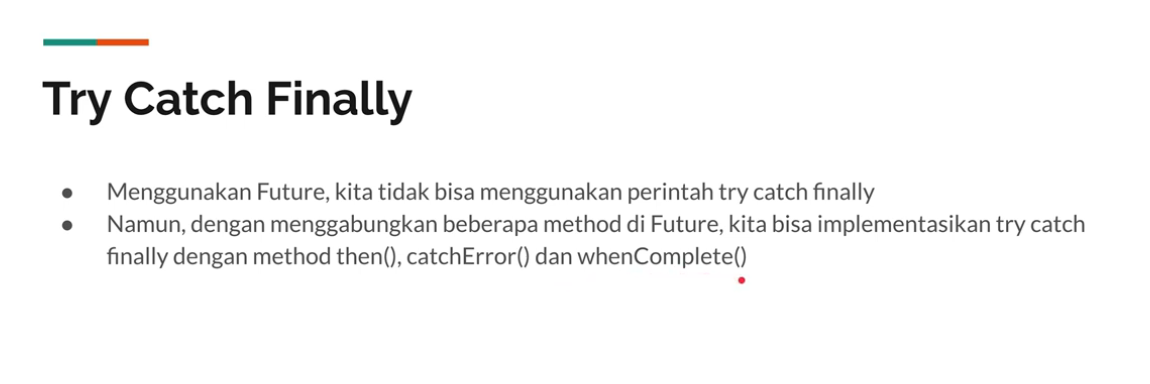 Try Catch Finally
● Menggunakan Future, kita tidak bisa menggunakan perintah try catch finally
● Namun, dengan menggabungkan beberapa method di Future, kita bisa implementasikan try catch
finally dengan method then(), catchError() dan whenComplete()